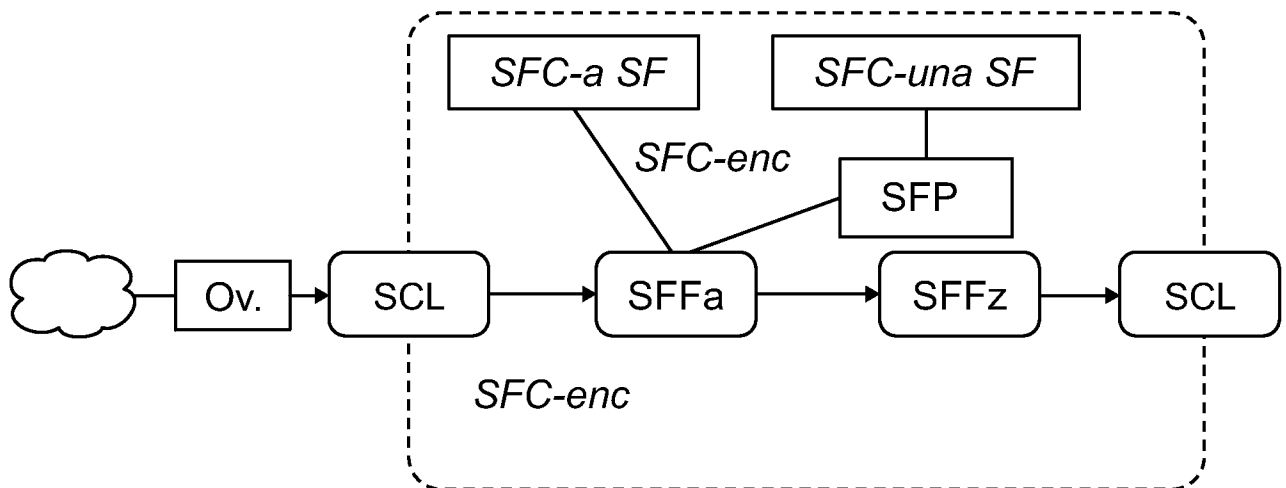 SFC-a SF
SFC-una SF
SFC-enc
SFP
Ov.
SCL
SFFa
SFFz
SCL
SFC-enc